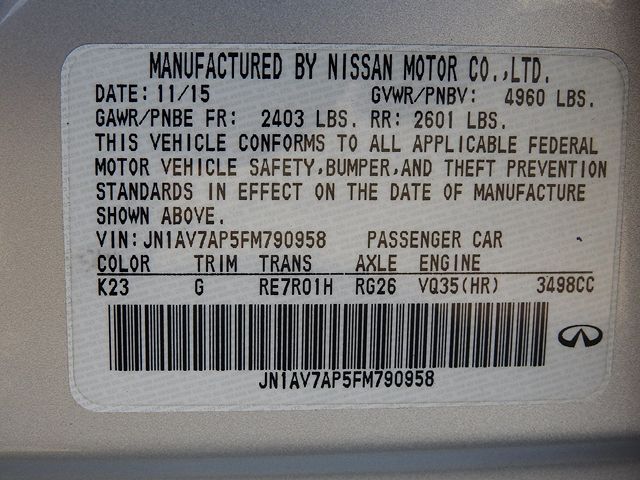 MANUFACTURED BY NISSAN MOTOR CO.,LTD.
DATE: 11/15 GVWR/PNBV: 4960 LBS.
GAWR/PNBE FR: 2403 LBS. RR: 2601 LBS.
THIS VEHICLE CONFORMS TO ALL APPLICABLE FEDERAL
MOTOR VEHICLE SAFETY,BUMPER,AND THEFT PREVENTION
STANDARDS IN EFFECT ON THE DATE OF MANUFACTURE
SHOWN ABOVE.
VIN: JN1AV7AP5FM790958 PASSENGER CAR
COLOR TRIM TRANS AXLE ENGINE
K23 G RE7R01H RG26 VQ35(HR) 3498CC
JN1AV7AP5FM790958